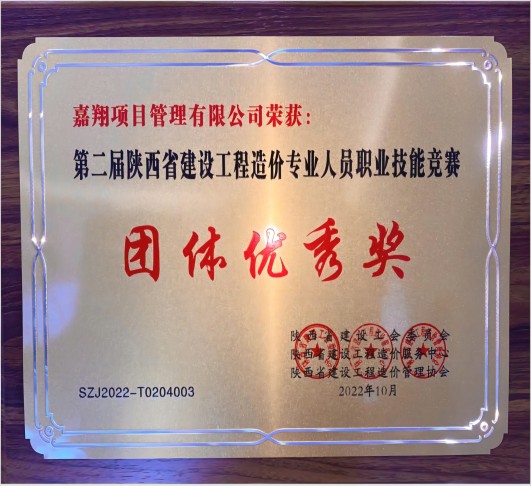 嘉翔项目管理有限公司荣获：
第二届陕西省建设工程造价专业人员职业技能竞赛
团体优秀奖
陕西省建设工会委员会
陕西省建设工程造价服务中心
陕西省建设工程造价管理协会
SZJ2022-T0204003
2022年10月